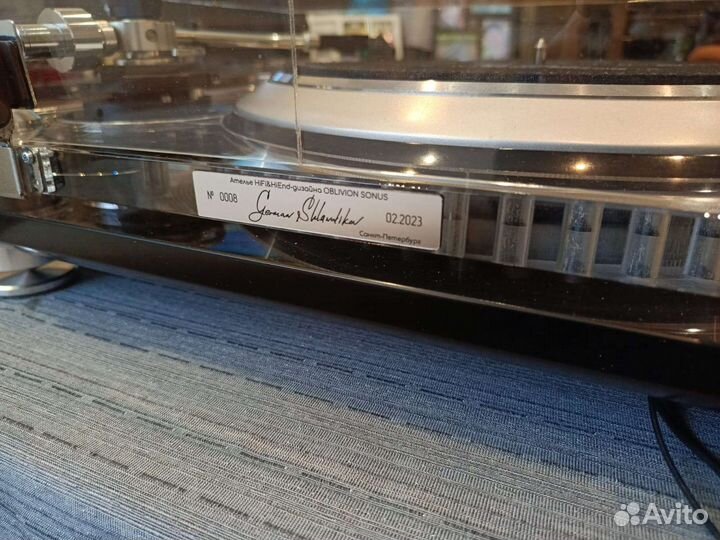 Ателье HiFi&HiEnd-дизайна OBLIVION SONUS
№ 0008
02.2023
Санкт-Петербург
Avito